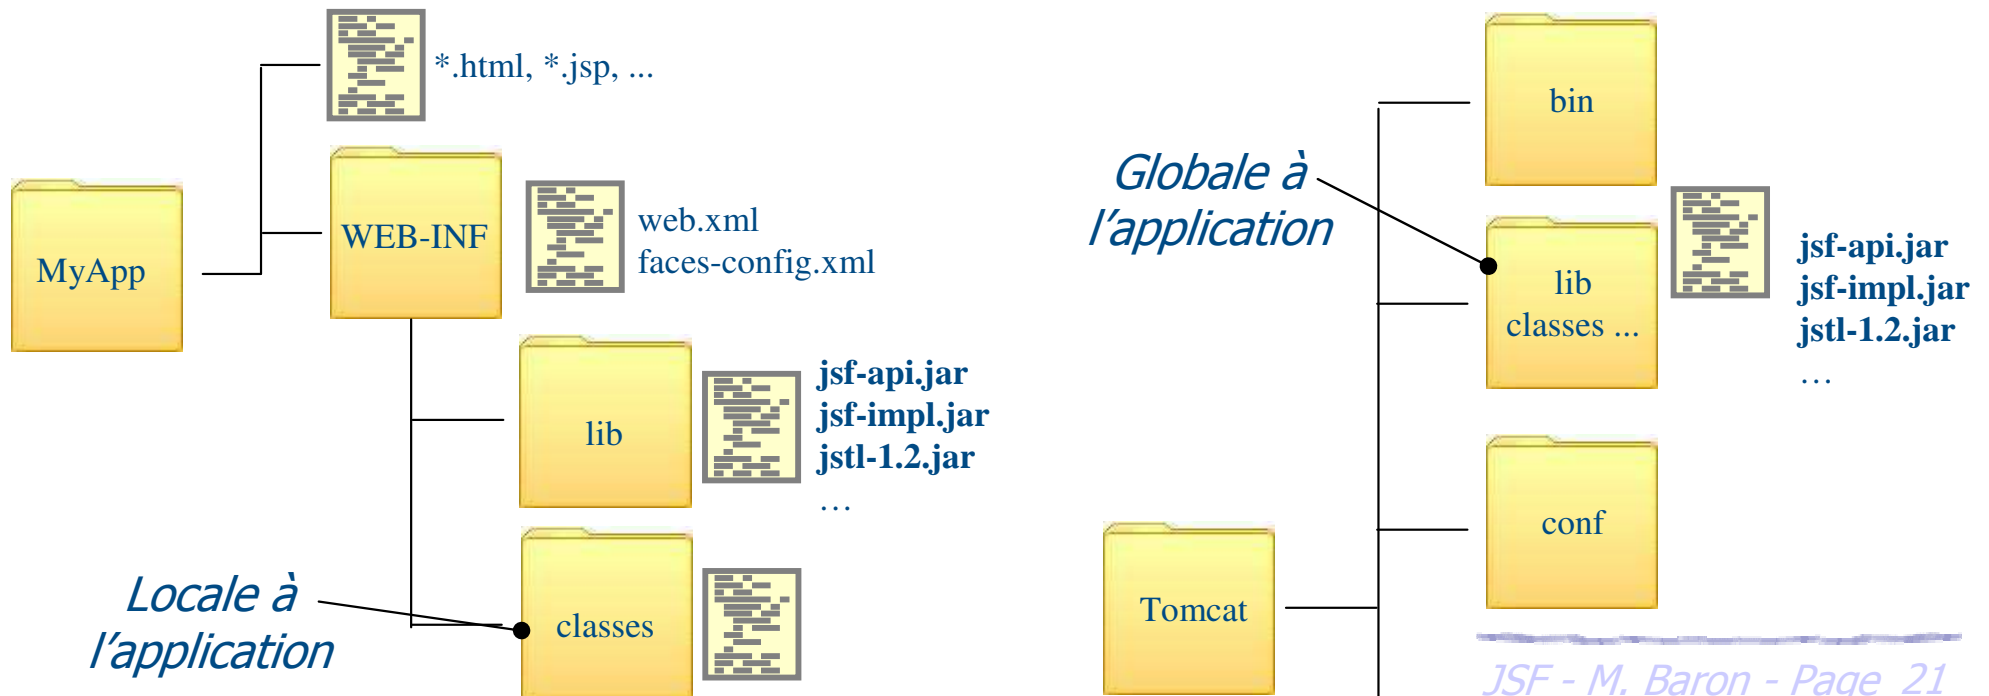 *.html, *.jsp, ...
MyApp
WEB-INF
web.xml
faces-config.xml
lib
jsf-api.jar
jsf-impl.jar
jstl-1.2.jar
…
Locale à
l’application
classes
bin
Globale à
l’application
lib
classes ...
jsf-api.jar
jsf-impl.jar
jstl-1.2.jar
…
conf
Tomcat
JSF - M. Baron - Page 21